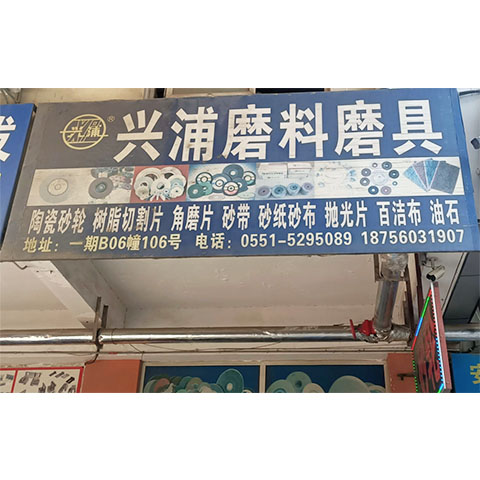 兴浦®
兴浦磨料磨具
陶瓷砂轮 树脂切割片 角磨片 砂带 砂纸砂布 抛光片 百洁布 油石
地址：一期B06幢106号 电话：0551-5295089 18756031907
发
安